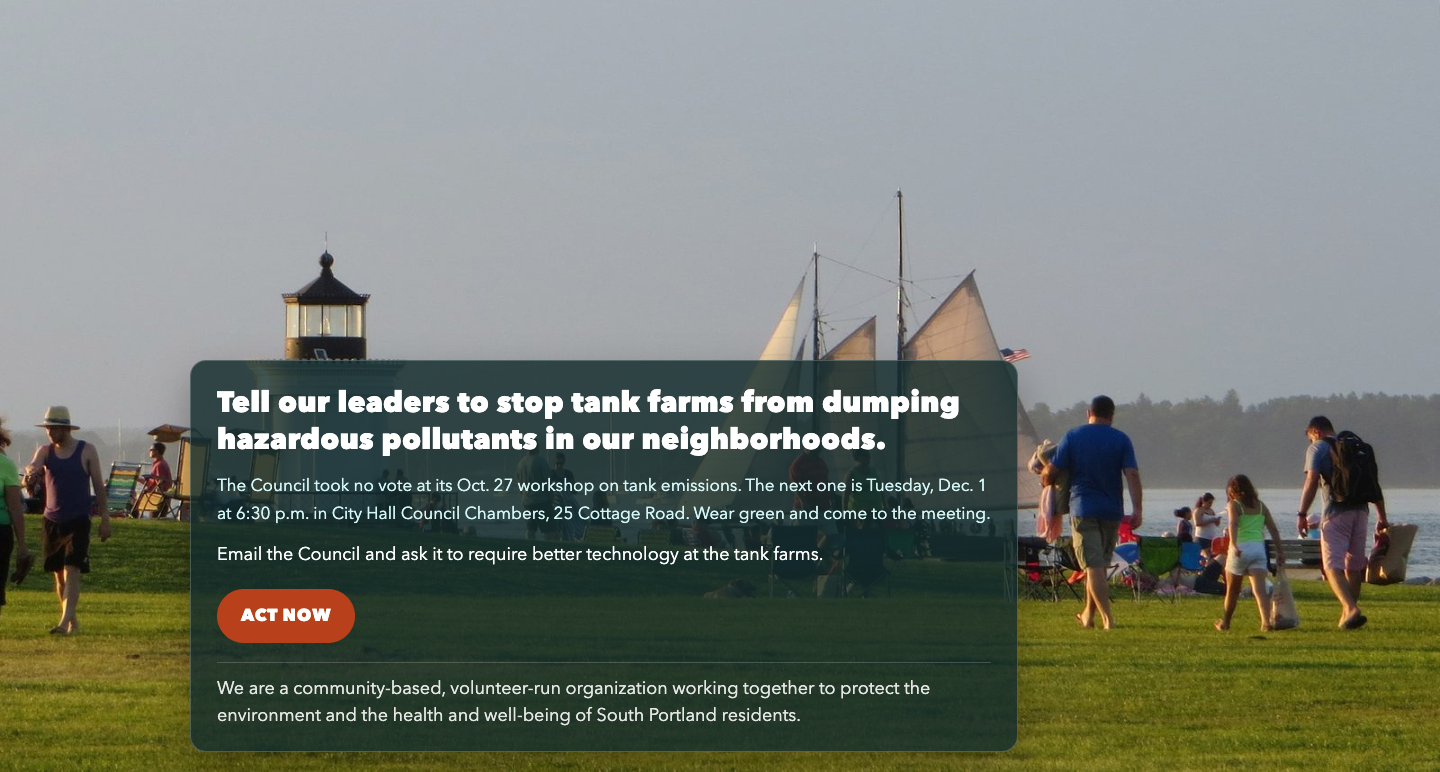 Tell our leaders to stop tank farms from dumping
hazardous pollutants in our neighborhoods.
The Council took no vote at its Oct. 27 workshop on tank emissions. The next one is Tuesday, Dec. 1
at 6:30 p.m. in City Hall Council Chambers, 25 Cottage Road. Wear green and come to the meeting.
Email the Council and ask it to require better technology at the tank farms.
ACT NOW
We are a community-based, volunteer-run organization working together to protect the
environment and the health and well-being of South Portland residents.